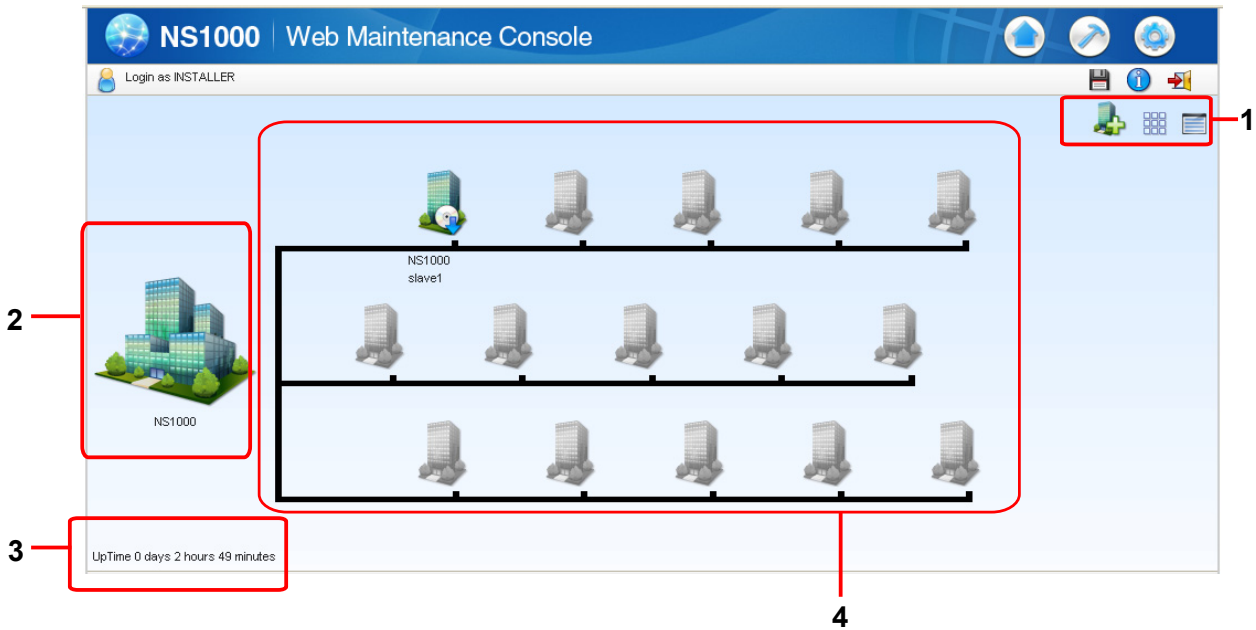 NS1000 Web Maintenance Console
Login as INSTALLER
1
NS1000
slave1
2
NS1000
3
UpTime 0 days 2 hours 49 minutes
4